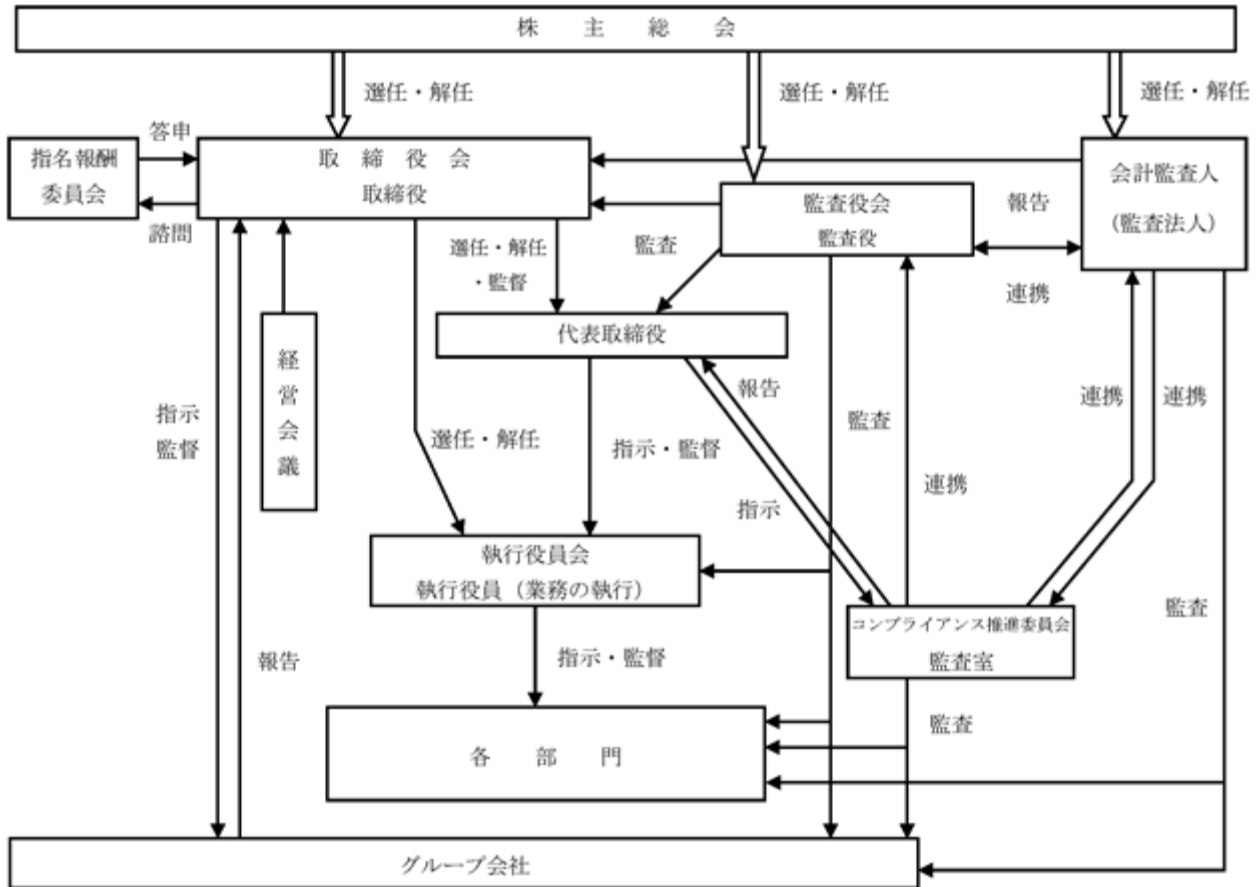 株主総会
選任・解任
選任・解任
選任・解任
答申
指名報酬
委員会
諮問
取締役会
取締役
会計監査人
(監査法人)
監査役会
監査役
報告
連携
選任・解任
・監督
監査
代表取締役
経営会議
指示
監督
選任・解任
指示・監督
報告
指示
監査
連携
連携
連携
執行役員会
執行役員（業務の執行）
コンプライアンス推進委員会
監査室
監査
指示・監督
報告
監査
各部門
グループ会社